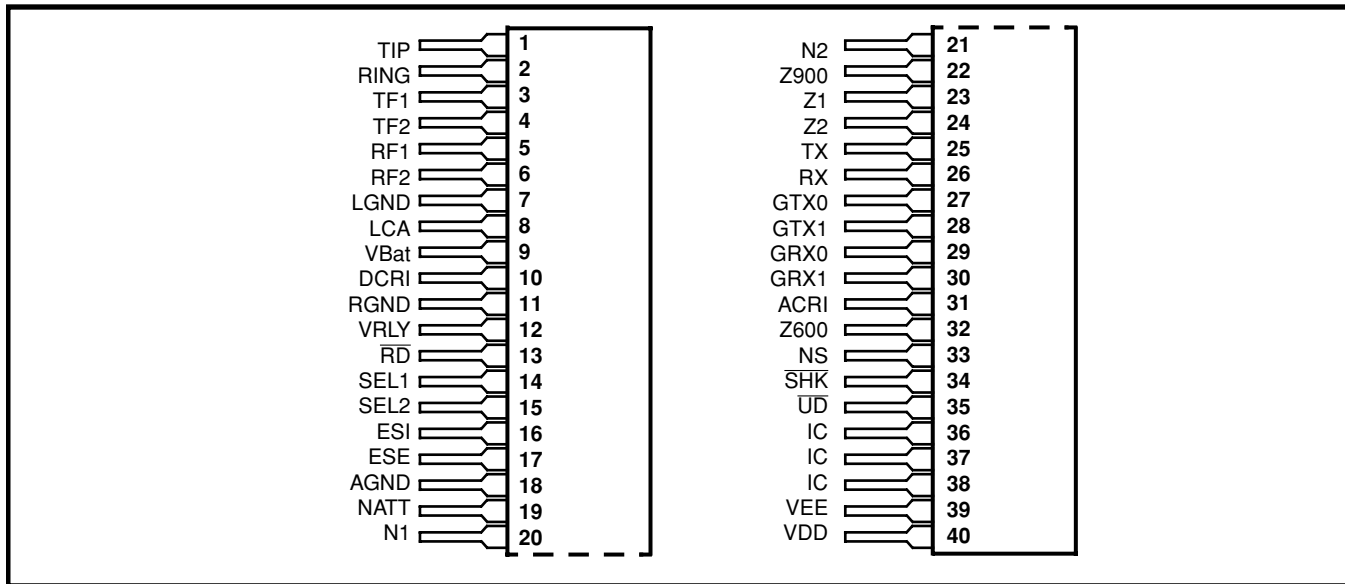 TIP 1
RING 2
TF1 3
TF2 4
RF1 5
RF2 6
LGND 7
LCA 8
VBat 9
DCRI 10
RGND 11
VRLY 12
R̅D̅ 13
SEL1 14
SEL2 15
ESI 16
ESE 17
AGND 18
NATT 19
N1 20
N2 21
Z900 22
Z1 23
Z2 24
TX 25
RX 26
GTX0 27
GTX1 28
GRX0 29
GRX1 30
ACRI 31
Z600 32
NS 33
S̅H̅K̅ 34
U̅D̅ 35
IC 36
IC 37
IC 38
VEE 39
VDD 40